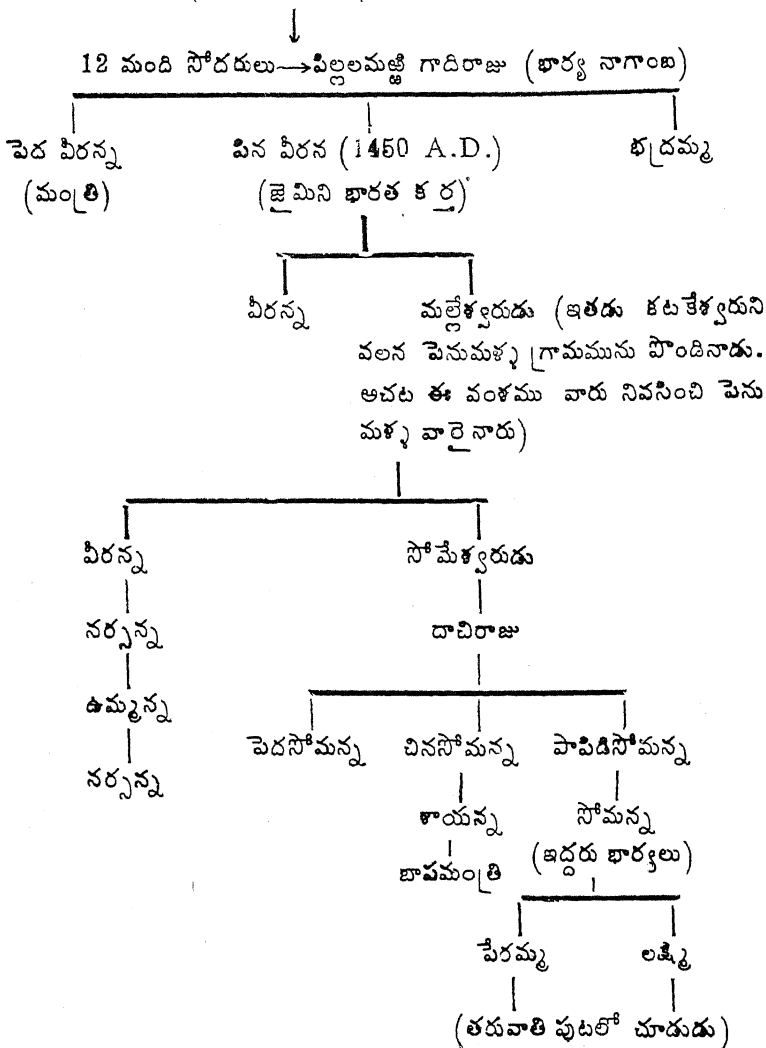 12 మంది సోదరులు→పిల్లలమఱ్ఱి గాదిరాజు (భార్య నాగాంబ)
పెద వీరన్న పిన వీరన (1450 A.D.) భద్రమ్మ
(మంత్రి) (జైమిని భారత కర్త)
వీరన్న మల్లేశ్వరుడు (ఇతడు కటకేశ్వరుని
వలన పెనుమళ్ళ గ్రామమును పొందినాడు.
ఆచట ఈ వంశము వారు నివసించి పెను
మళ్ళ వారైనారు)
వీరన్న సోమేశ్వరుడు
నర్సన్న దాచిరాజు
ఉమ్మన్న
పెదసోమన్న చినసోమన్న పాపిడిసోమన్న
నర్సన్న
శాయన్న సోమన్న
(ఇద్దరు భార్యలు)
బాపమంత్రి
పేరమ్మ లక్ష్మి
(తరువాతి పుటలో చూడుడు)